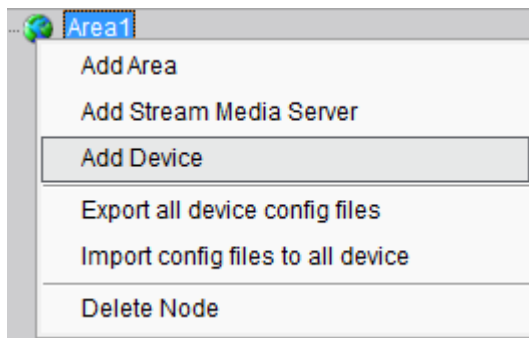 Area1
Add Area
Add Stream Media Server
Add Device
Export all device config files
Import config files to all device
Delete Node